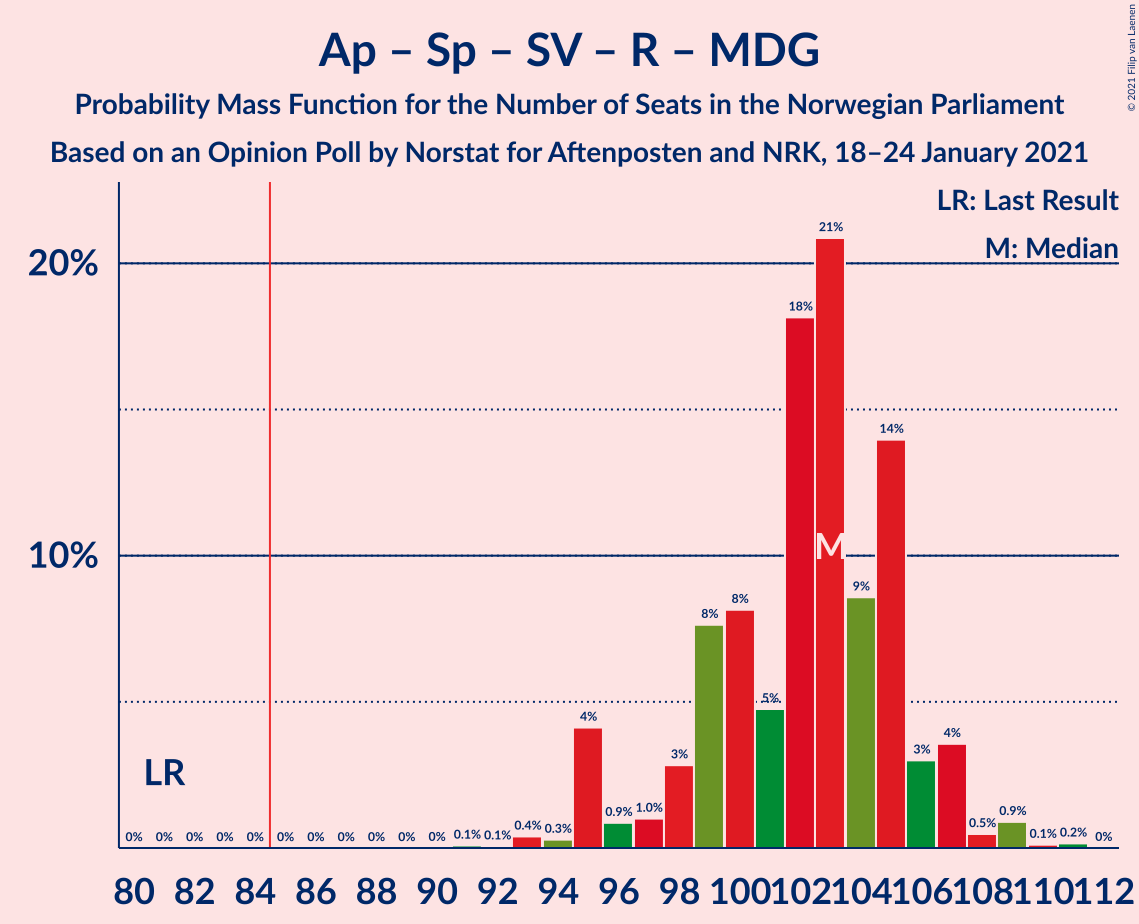 Ap – Sp – SV – R – MDG
Probability Mass Function for the Number of Seats in the Norwegian Parliament
Based on an Opinion Poll by Norstat for Aftenposten and NRK, 18–24 January 2021
© 2021 Filip van Laenen
LR: Last Result
M: Median
20%
10%
LR
M
0% 0% 0% 0% 0% 0% 0% 0% 0% 0% 0% 0.1% 0.1% 0.4% 0.3% 4% 0.9% 1.0% 3% 8% 8% 5% 18% 21% 9% 14% 3% 4% 0.5% 0.9% 0.1% 0.2% 0%
80 82 84 86 88 90 92 94 96 98 100 102 104 106 108 110 112